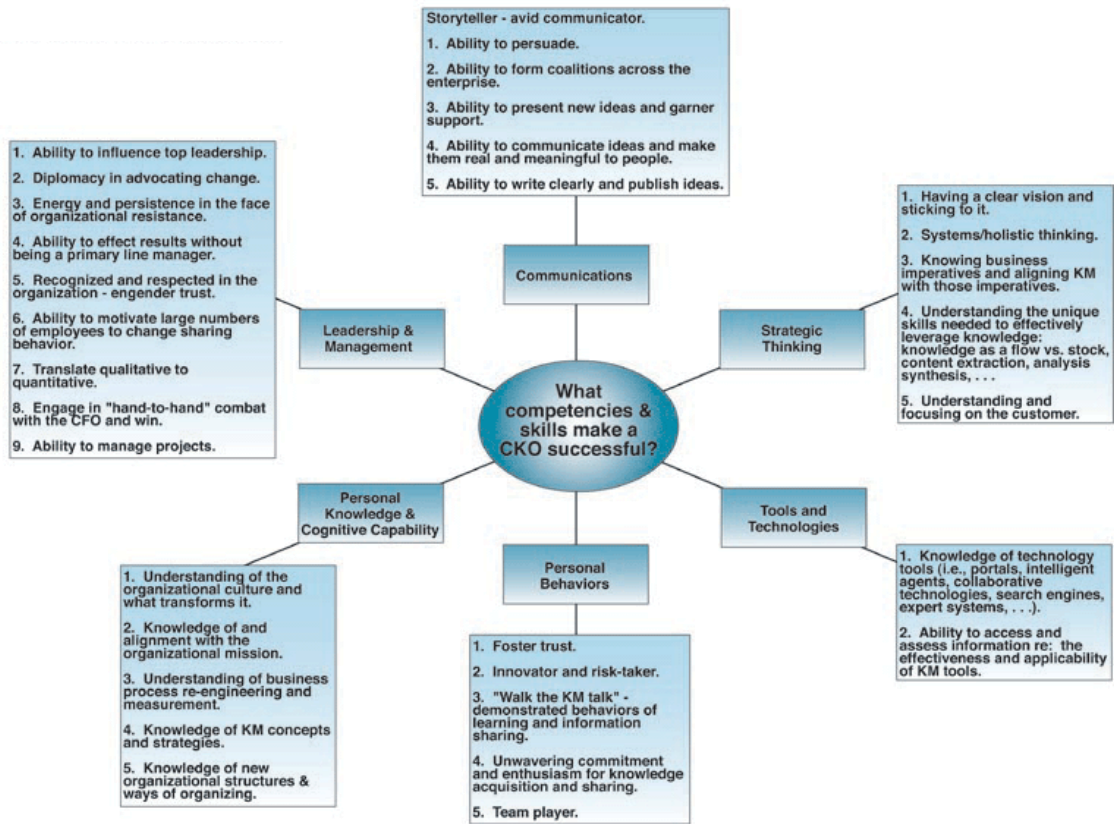 Storyteller - avid communicator.
1. Ability to persuade.
2. Ability to form coalitions across the
enterprise.
3. Ability to present new ideas and garner
support.
4. Ability to communicate ideas and make
them real and meaningful to people.
5. Ability to write clearly and publish ideas.
Communications
1. Ability to influence top leadership.
2. Diplomacy in advocating change.
3. Energy and persistence in the face
of organizational resistance.
4. Ability to effect results without
being a primary line manager.
5. Recognized and respected in the
organization - engender trust.
6. Ability to motivate large numbers
of employees to change sharing
behavior.
7. Translate qualitative to
quantitative.
8. Engage in "hand-to-hand" combat
with the CFO and win.
9. Ability to manage projects.
Leadership &
Management
1. Having a clear vision and
sticking to it.
2. Systems/holistic thinking.
3. Knowing business
imperatives and aligning KM
with those imperatives.
4. Understanding the unique
skills needed to effectively
leverage knowledge:
knowledge as a flow vs. stock,
content extraction, analysis
synthesis, . . .
5. Understanding and
focusing on the customer.
Strategic
Thinking
What
competencies &
skills make a
CKO successful?
Personal
Knowledge &
Cognitive Capability
1. Understanding of the
organizational culture and
what transforms it.
2. Knowledge of and
alignment with the
organizational mission.
3. Understanding of business
process re-engineering and
measurement.
4. Knowledge of KM concepts
and strategies.
5. Knowledge of new
organizational structures &
ways of organizing.
Personal
Behaviors
1. Foster trust.
2. Innovator and risk-taker.
3. "Walk the KM talk" -
demonstrated behaviors of
learning and information
sharing.
4. Unwavering commitment
and enthusiasm for knowledge
acquisition and sharing.
5. Team player.
Tools and
Technologies
1. Knowledge of technology
tools (i.e., portals, intelligent
agents, collaborative
technologies, search engines,
expert systems, . . .).
2. Ability to access and
assess information re: the
effectiveness and applicability
of KM tools.